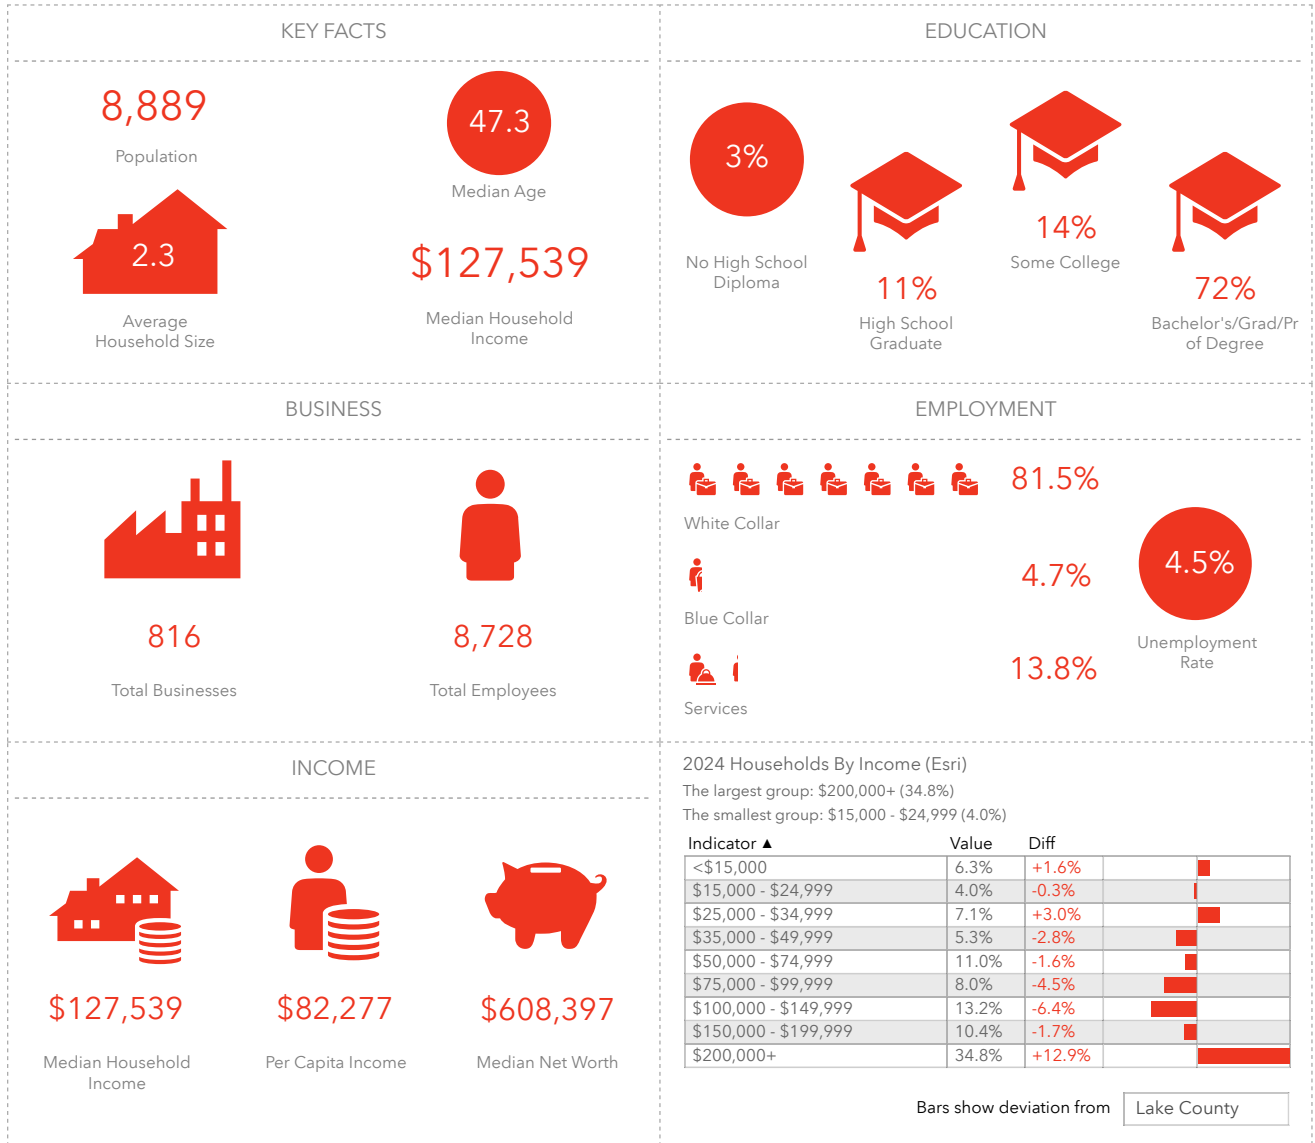 KEY FACTS
8,889
Population
47.3
Median Age
2.3
Average
Household Size
$127,539
Median Household
Income
EDUCATION
3%
No High School
Diploma
11%
High School
Graduate
14%
Some College
72%
Bachelor's/Grad/Pr
of Degree
BUSINESS
816
Total Businesses
8,728
Total Employees
EMPLOYMENT
81.5%
White Collar
4.7%
Blue Collar
13.8%
Services
4.5%
Unemployment
Rate
INCOME
$127,539
Median Household
Income
$82,277
Per Capita Income
$608,397
Median Net Worth
2024 Households By Income (Esri)
The largest group: $200,000+ (34.8%)
The smallest group: $15,000 - $24,999 (4.0%)
Indicator ▲ Value Diff
<$15,000 6.3% +1.6%
$15,000 - $24,999 4.0% -0.3%
$25,000 - $34,999 7.1% +3.0%
$35,000 - $49,999 5.3% -2.8%
$50,000 - $74,999 11.0% -1.6%
$75,000 - $99,999 8.0% -4.5%
$100,000 - $149,999 13.2% -6.4%
$150,000 - $199,999 10.4% -1.7%
$200,000+ 34.8% +12.9%
Bars show deviation from Lake County